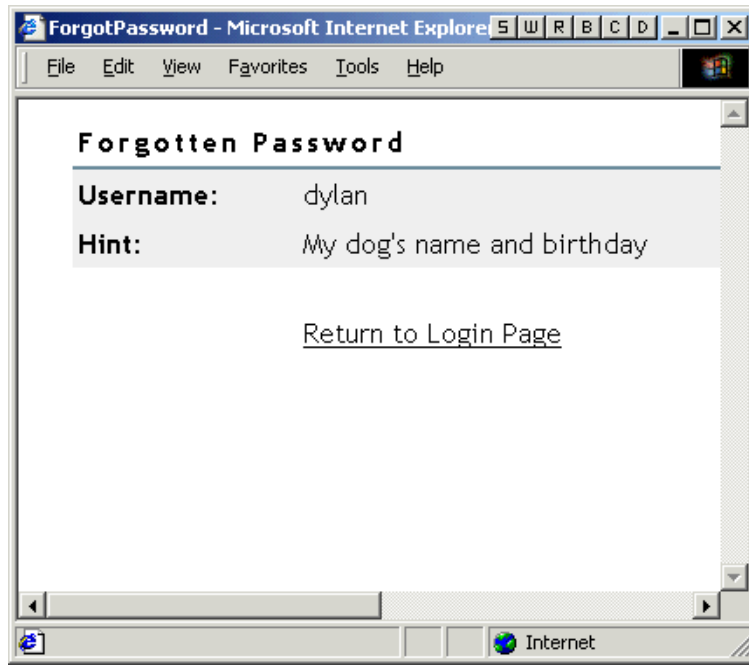 ForgotPassword - Microsoft Internet Explorer S W R B C D
File Edit View Favorites Tools Help
Forgotten Password
Username: dylan
Hint: My dog's name and birthday
Return to Login Page
Internet